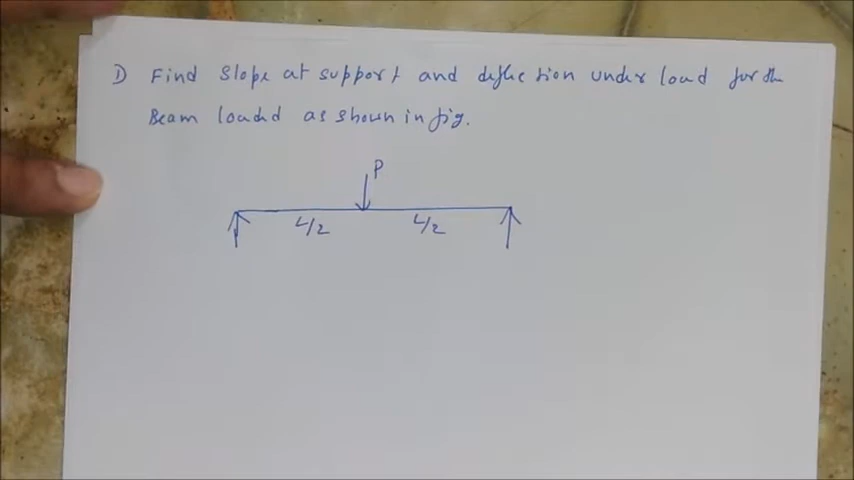 1) Find slope at support and deflection under load for the
Beam loaded as shown in fig.
P
L/2 L/2